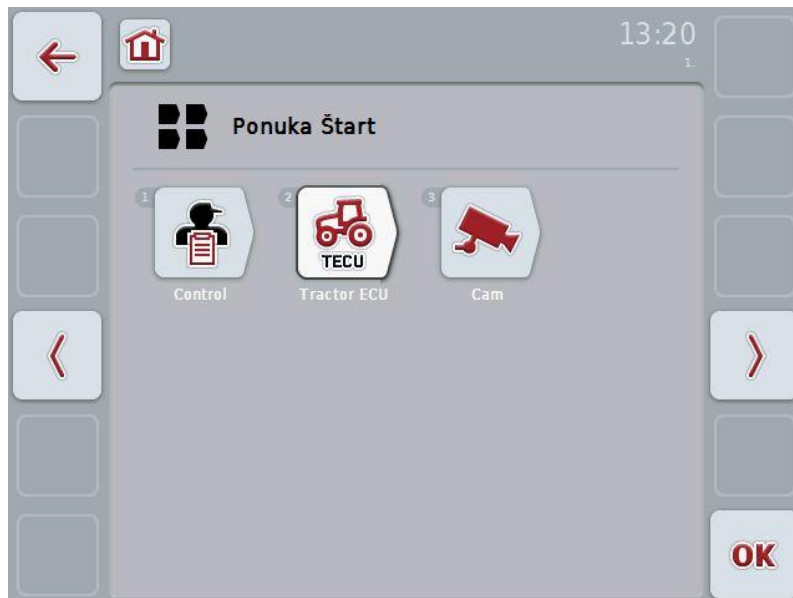 13:20
1.
Ponuka Štart
1
2
3
TECU
Control
Tractor ECU
Cam
OK